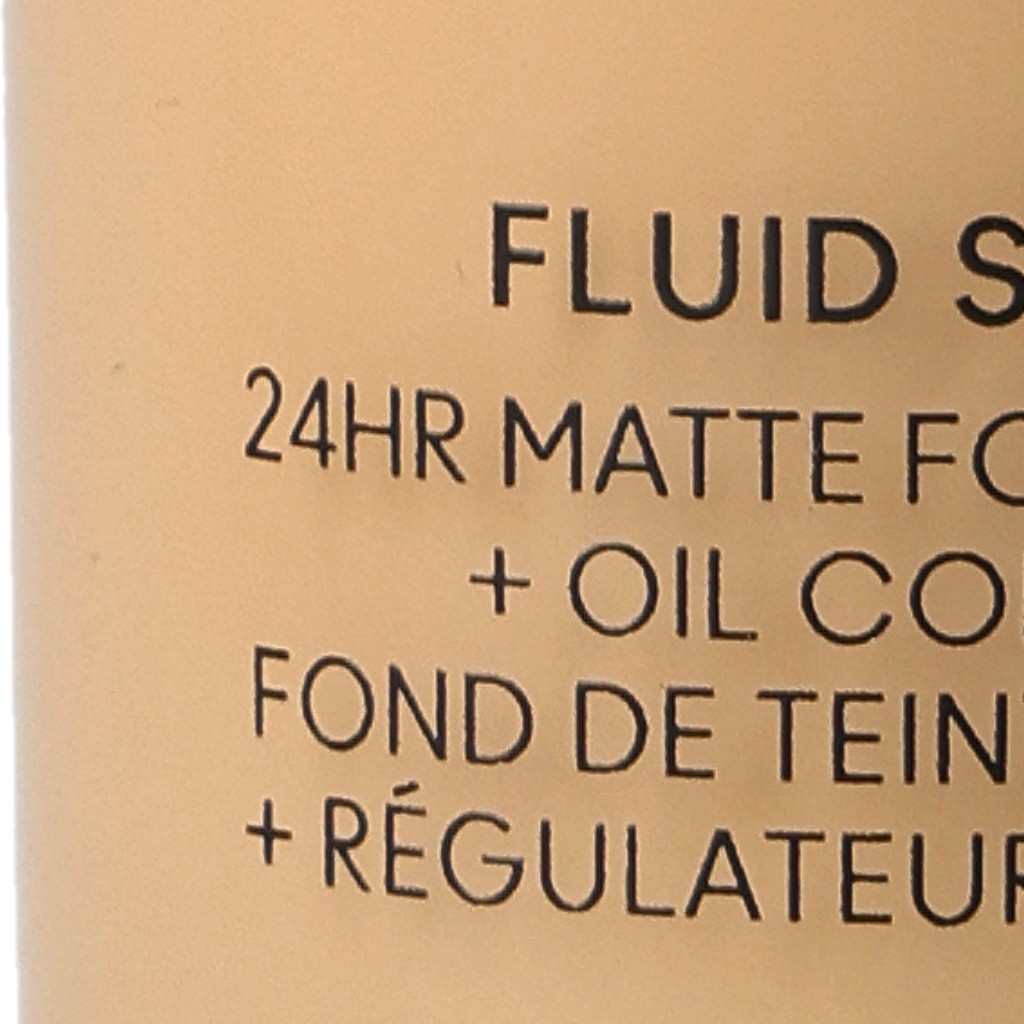 FLUID S
24HR MATTE FO
+ OIL CO
FOND DE TEIN
+ RÉGULATEUR